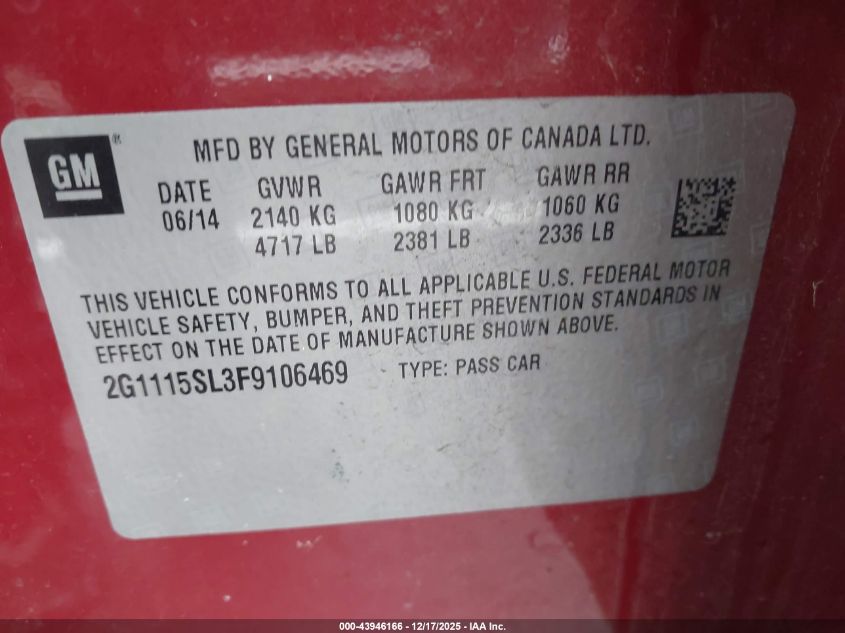 GM®
MFD BY GENERAL MOTORS OF CANADA LTD.
DATE GVWR GAWR FRT GAWR RR
06/14 2140 KG 1080 KG 1060 KG
4717 LB 2381 LB 2336 LB
THIS VEHICLE CONFORMS TO ALL APPLICABLE U.S. FEDERAL MOTOR
VEHICLE SAFETY, BUMPER, AND THEFT PREVENTION STANDARDS IN
EFFECT ON THE DATE OF MANUFACTURE SHOWN ABOVE.
2G1115SL3F9106469 TYPE: PASS CAR
000-43946166 - 12/17/2025 - IAA Inc.